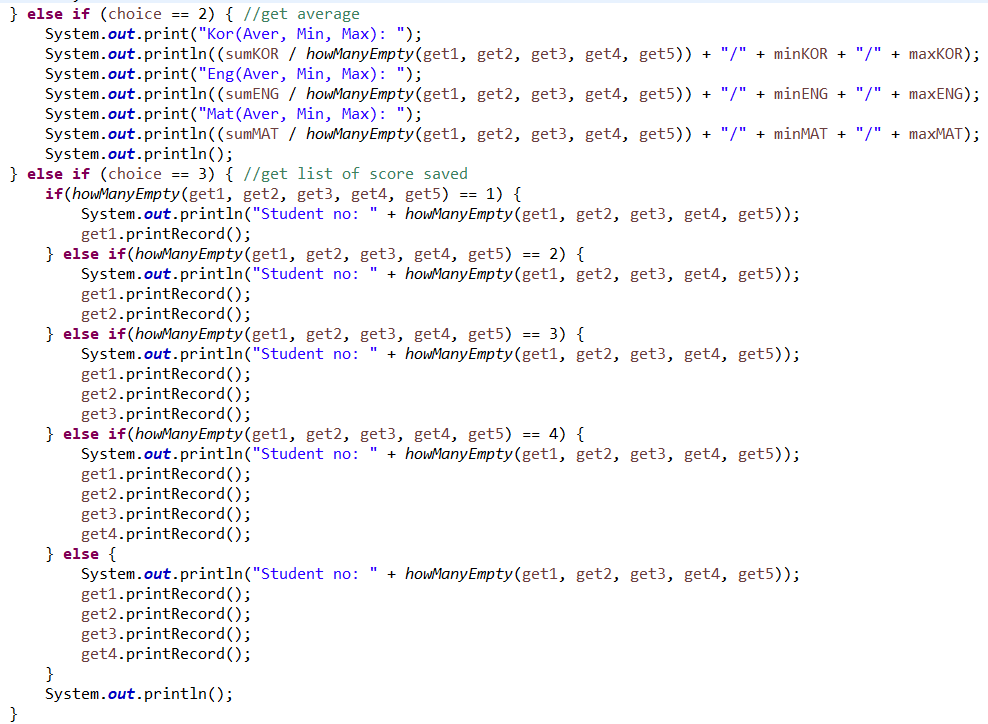 } else if (choice == 2) { //get average
System.out.print("Kor(Aver, Min, Max): ");
System.out.println((sumKOR / howManyEmpty(get1, get2, get3, get4, get5)) + "/" + minKOR + "/" + maxKOR);
System.out.print("Eng(Aver, Min, Max): ");
System.out.println((sumENG / howManyEmpty(get1, get2, get3, get4, get5)) + "/" + minENG + "/" + maxENG);
System.out.print("Mat(Aver, Min, Max): ");
System.out.println((sumMAT / howManyEmpty(get1, get2, get3, get4, get5)) + "/" + minMAT + "/" + maxMAT);
System.out.println();
} else if (choice == 3) { //get list of score saved
if(howManyEmpty(get1, get2, get3, get4, get5) == 1) {
System.out.println("Student no: " + howManyEmpty(get1, get2, get3, get4, get5));
get1.printRecord();
} else if(howManyEmpty(get1, get2, get3, get4, get5) == 2) {
System.out.println("Student no: " + howManyEmpty(get1, get2, get3, get4, get5));
get1.printRecord();
get2.printRecord();
} else if(howManyEmpty(get1, get2, get3, get4, get5) == 3) {
System.out.println("Student no: " + howManyEmpty(get1, get2, get3, get4, get5));
get1.printRecord();
get2.printRecord();
get3.printRecord();
} else if(howManyEmpty(get1, get2, get3, get4, get5) == 4) {
System.out.println("Student no: " + howManyEmpty(get1, get2, get3, get4, get5));
get1.printRecord();
get2.printRecord();
get3.printRecord();
get4.printRecord();
} else {
System.out.println("Student no: " + howManyEmpty(get1, get2, get3, get4, get5));
get1.printRecord();
get2.printRecord();
get3.printRecord();
get4.printRecord();
}
System.out.println();
}